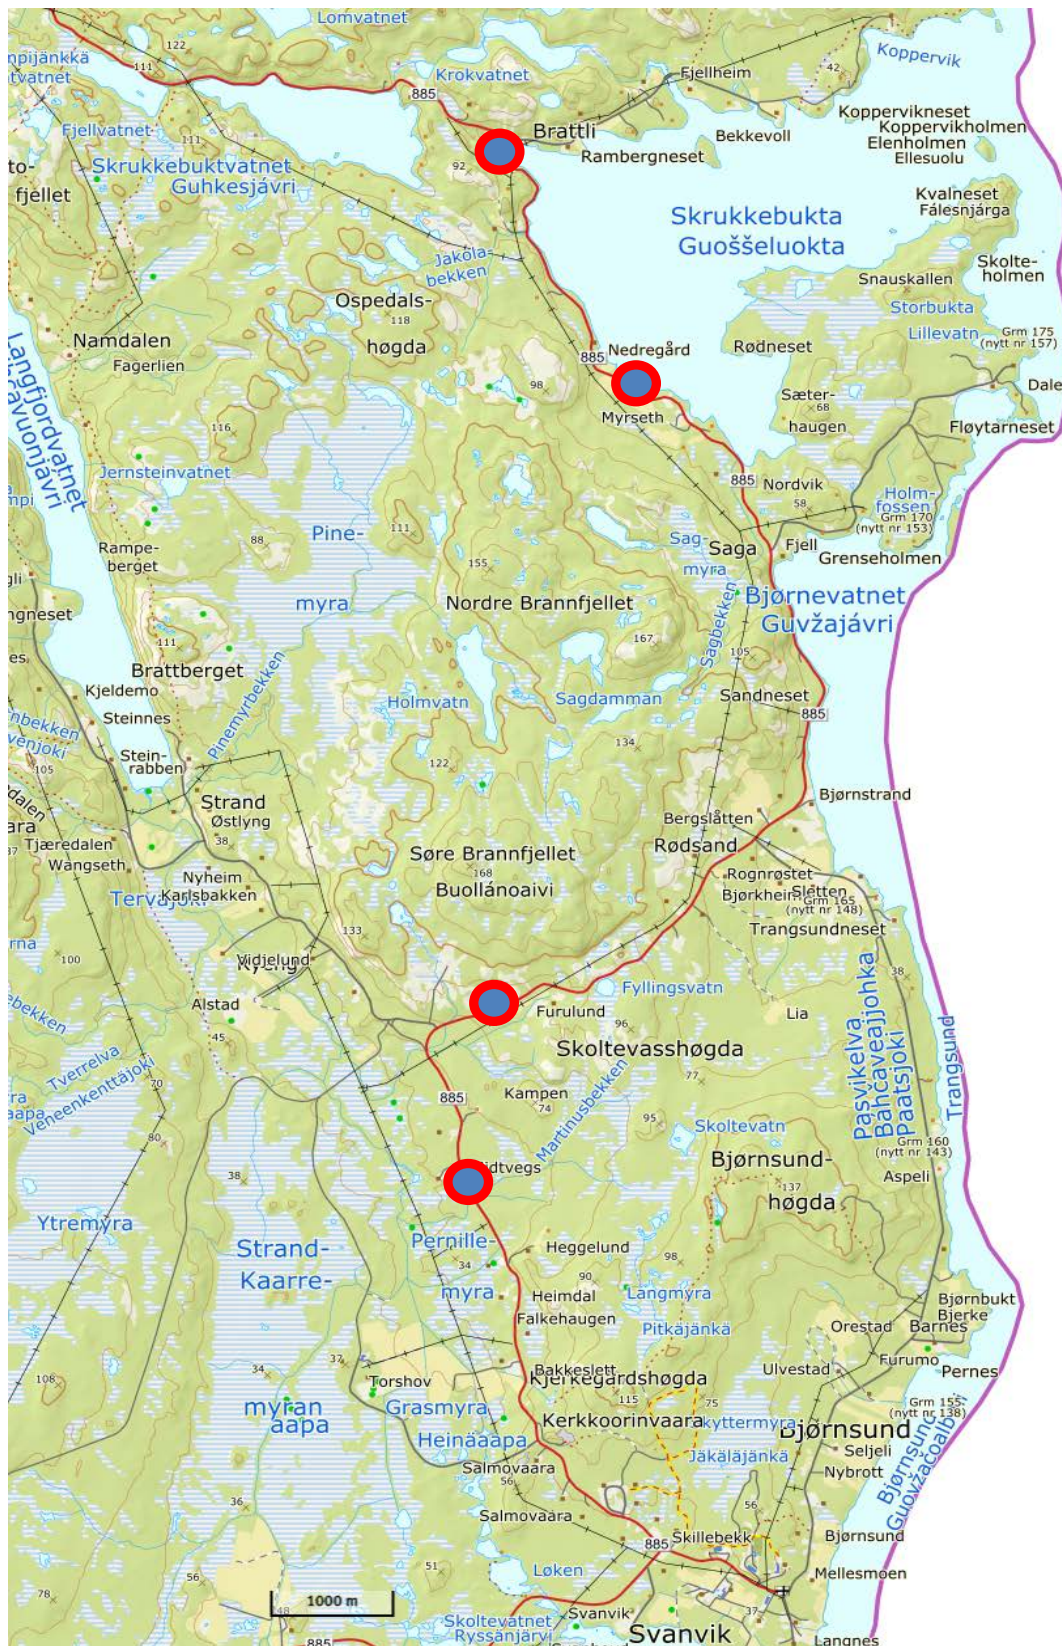 Lomvatnet
122
111
Koppervik
Krokvatnet
Fjellheim
42
885
Koppervikneset
Koppervikholmen
Elenholmen
Ellesuolu
Brattli
Bekkevoll
Rambergneset
Fjellvatnet
111
Skrukkebuktvatnet
Guhkesjávri
92
fjellet
Kvalneset
Fálesnjárga
Skrukkebukta
Guoššeluokta
Skolte-
holmen
Jakola-
bekken
Snauskallen
Storbukta
Ospedals-
118
høgda
Lillevatn
Grm 175
(nytt nr 157)
Namdalen
Fagerlien
Nedregård
885
Rødneset
Dale
Langfjordvatnet
98
Myrseth
Sæter-
68
haugen
Fløytarneset
116
Jernsteinvatnet
885
Nordvik
58
Holm-
fossen
Grm 170
(nytt nr 153)
Pine-
111
88
Rampe-
berget
Sag-
myra
Saga
Fjell
Grenseholmen
155
myra
Nordre Brannfjellet
Bjørnevatnet
Guvžajávri
Sagbekken
167
111
105
Brattberget
Kjeldemo
Steinnes
Pinemyrbekken
Holmvatn
Sagdamman
Sandneset
885
Stein-
rabben
134
105
122
Strand
Østlyng
Bjørnstrand
Bergslåtten
38
Tjæredalen
Wangseth
Søre Brannfjellet
168
Buollánoaivi
Rødsand
Nyheim
Karlsbakken
Rognrøstet
Bjørkheim
Sletten
Grm 165
(nytt nr 148)
Trangsundneset
133
100
Vidjelund
38
Alstad
Fyllingsvatn
Furulund
Lia
45
96
Skoltevasshøgda
Pasvikelva
Báhčaveajjohka
Paatsjoki
Trangsund
Tverrelva
Veneenkenttäjoki
70
77
885
Kampen
74
Martinusbekken
95
Skoltevatn
80
Grm 160
(nytt nr 143)
Bjørnsund-
137
høgda
Aspeli
Ytremyra
Pernille-
34
myra
Strand-
Kaarre-
Heggelund
98
90
Heimdal
Langmyra
Falkehaugen
Pitkäjänkä
Bjørnbukt
Bjerke
Barnes
Orestad
34
37
Bakkeslett
Kjerkegårdshøgda
Ulvestad
Furumo
Pernes
108
Torshov
115
75
Grm 155
(nytt nr 138)
myran
aapa
Grasmyra
Heinäaapa
Kerkkoorinvaara
Bjørnsund
Seljeli
Jäkäläjänkä
Nybrott
Salmovaara
56
36
Salmovaara
56
Skillebekk
Bjørnsund
885
51
Løken
Mellesmoen
78
1000 m
Svanvik
37
48
Skoltevatnet
Ryssänjärvi
Svanvik
Langnes
885